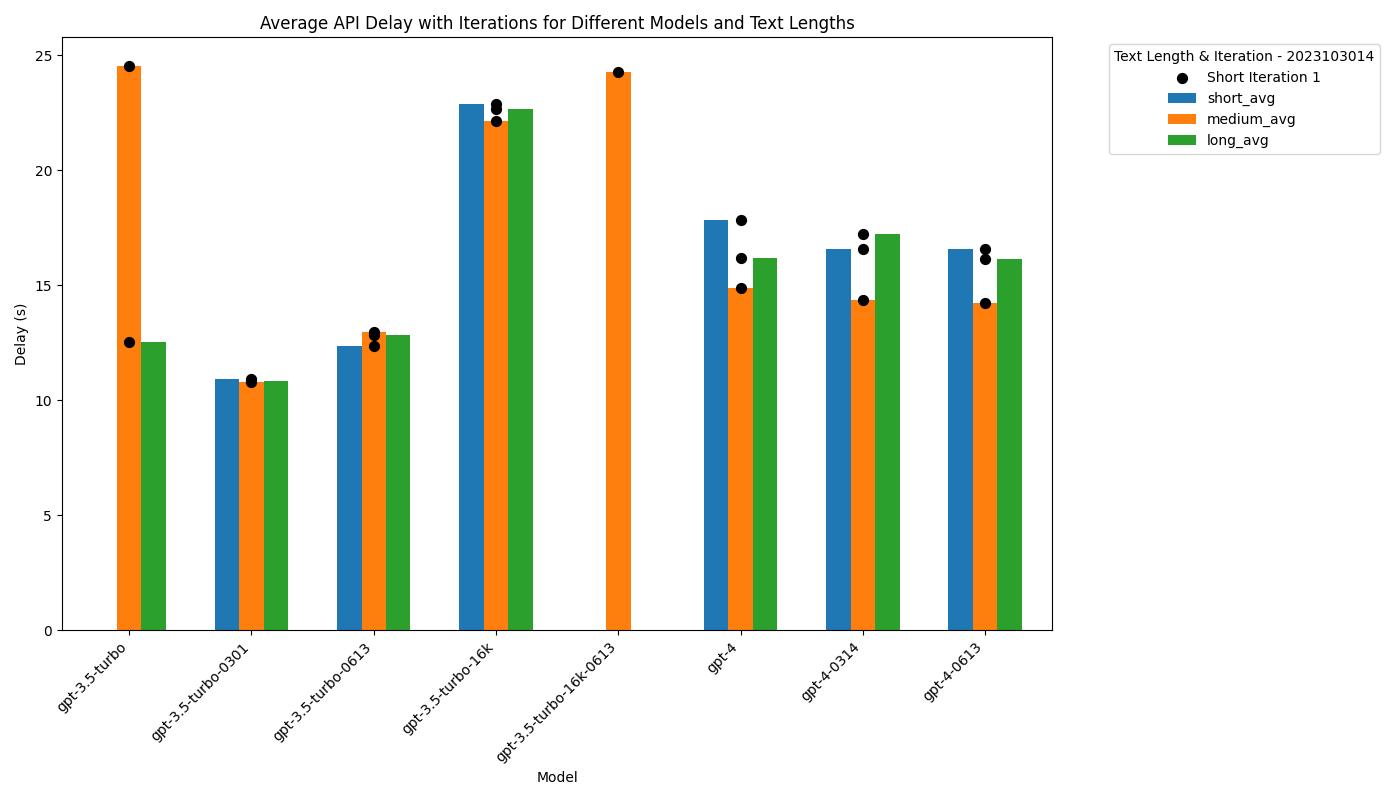 Average API Delay with Iterations for Different Models and Text Lengths
Text Length & Iteration - 2023103014
Short Iteration 1
short_avg
medium_avg
long_avg
Delay (s)
25
20
15
10
5
0
gpt-3.5-turbo
gpt-3.5-turbo-0301
gpt-3.5-turbo-0613
gpt-3.5-turbo-16k
gpt-3.5-turbo-16k-0613
gpt-4
gpt-4-0314
gpt-4-0613
Model